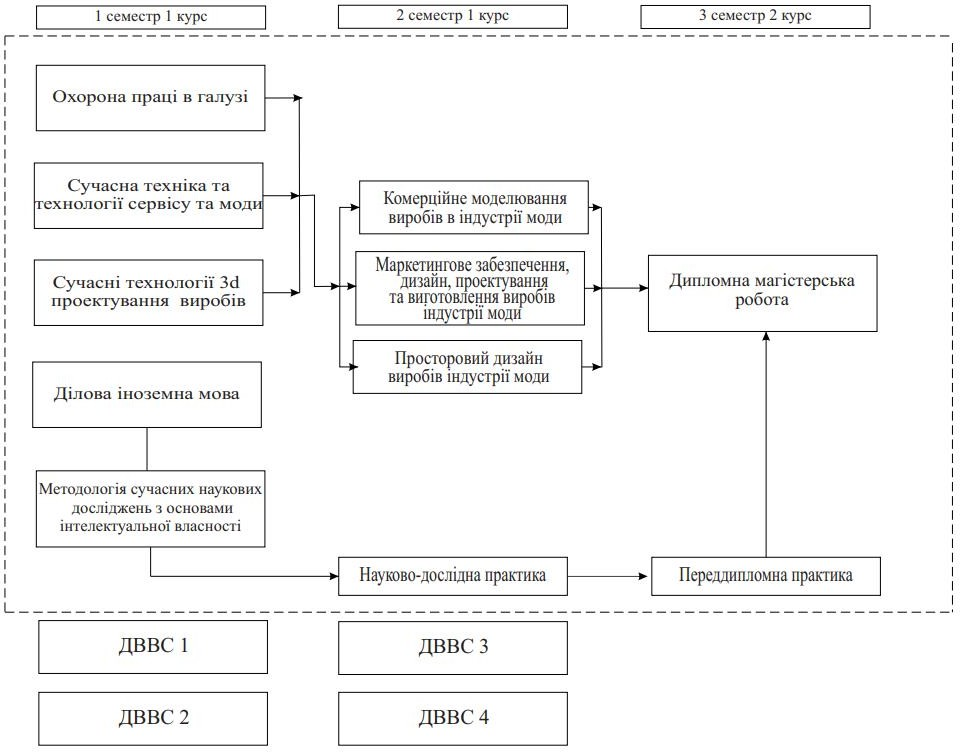 1 семестр 1 курс
2 семестр 1 курс
3 семестр 2 курс
Охорона праці в галузі
Сучасна техніка та
технології сервісу та моди
Сучасні технології 3d
проектування виробів
Ділова іноземна мова
Методологія сучасних наукових
досліджень з основами
інтелектуальної власності
Комерційне моделювання
виробів в індустрії моди
Маркетингове забезпечення,
дизайн, проектування
та виготовлення виробів
індустрії моди
Просторовий дизайн
виробів індустрії моди
Науково-дослідна практика
Дипломна магістерська
робота
Переддипломна практика
ДВВС 1
ДВВС 3
ДВВС 2
ДВВС 4